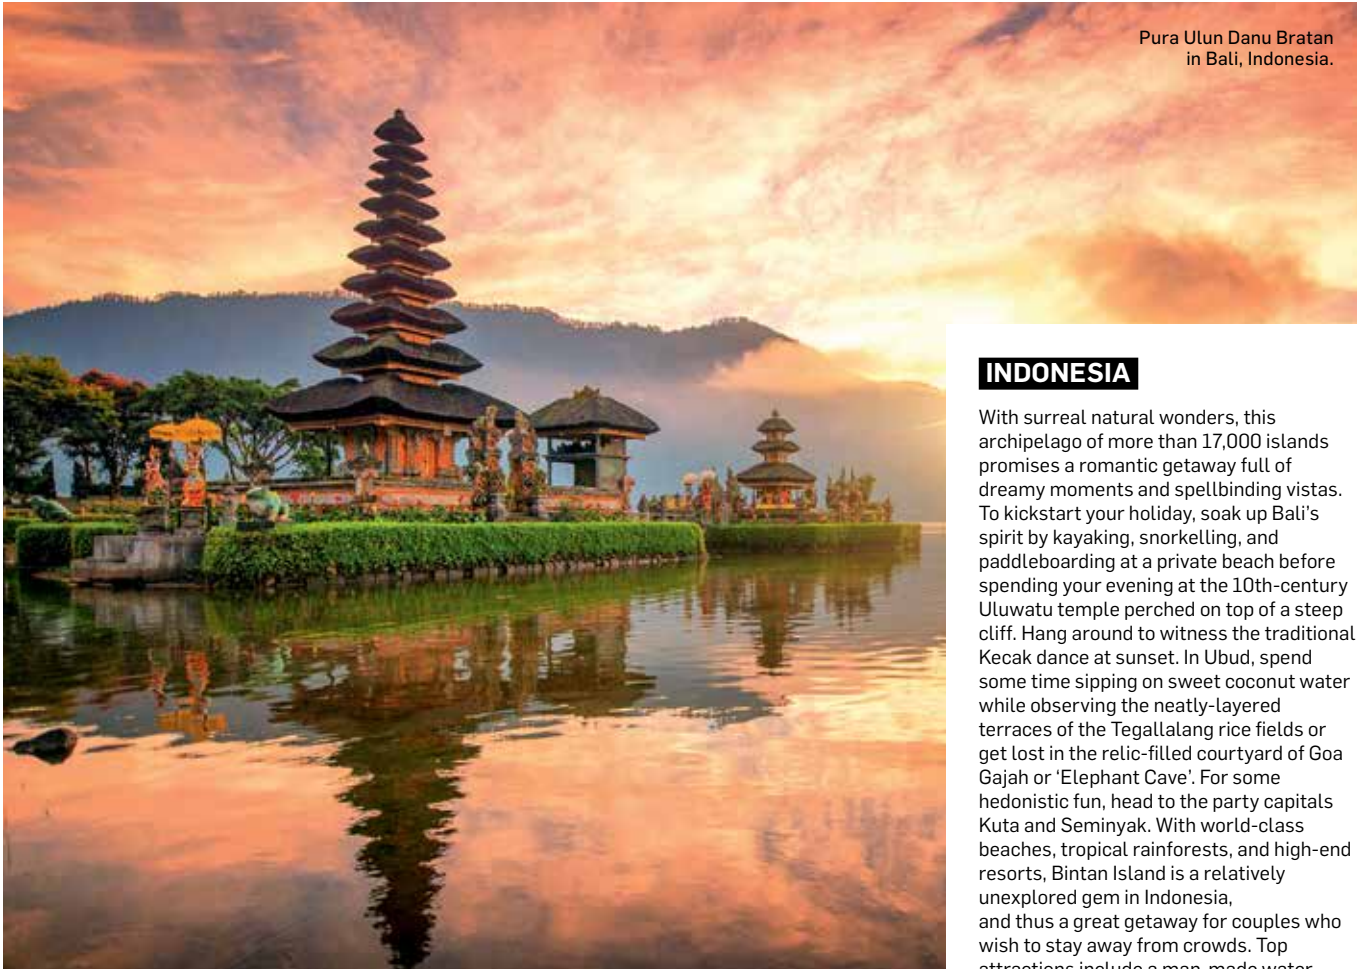 Pura Ulun Danu Bratan
in Bali, Indonesia.
INDONESIA
With surreal natural wonders, this
archipelago of more than 17,000 islands
promises a romantic getaway full of
dreamy moments and spellbinding vistas.
To kickstart your holiday, soak up Bali’s
spirit by kayaking, snorkelling, and
paddleboarding at a private beach before
spending your evening at the 10th-century
Uluwatu temple perched on top of a steep
cliff. Hang around to witness the traditional
Kecak dance at sunset. In Ubud, spend
some time sipping on sweet coconut water
while observing the neatly-layered
terraces of the Tegallalang rice fields or
get lost in the relic-filled courtyard of Goa
Gajah or ‘Elephant Cave’. For some
hedonistic fun, head to the party capitals
Kuta and Seminyak. With world-class
beaches, tropical rainforests, and high-end
resorts, Bintan Island is a relatively
unexplored gem in Indonesia,
and thus a great getaway for couples who
wish to stay away from crowds. Top
attractions include a man-made water